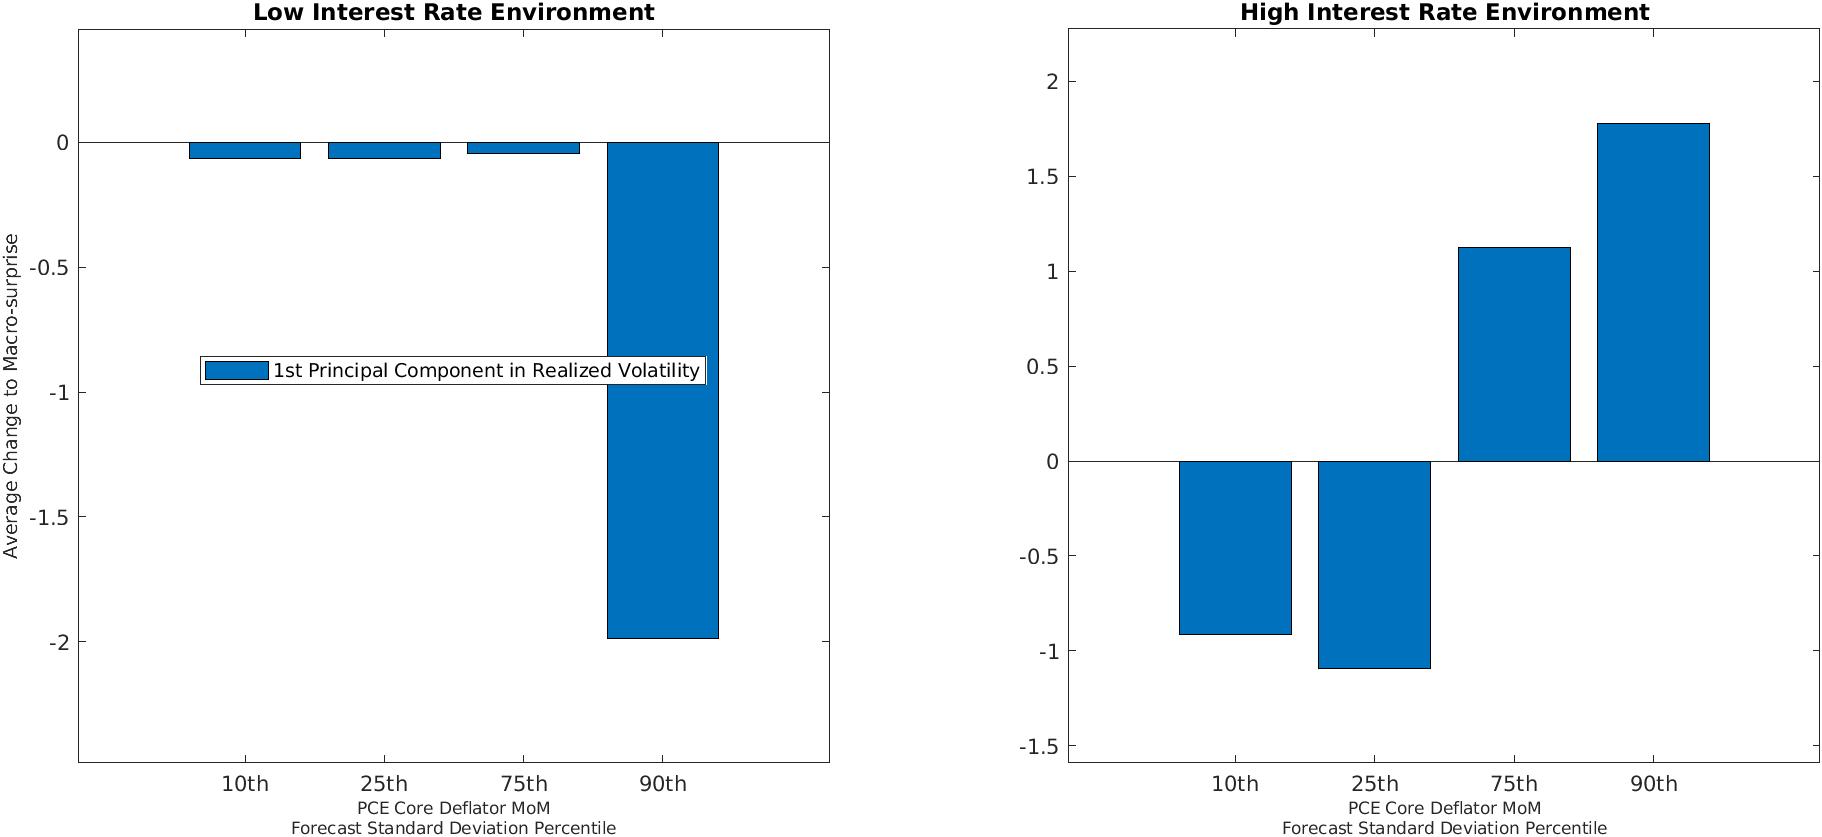 Low Interest Rate Environment
Average Change to Macro-surprise
0
-0.5
-1
-1.5
-2
1st Principal Component in Realized Volatility
10th 25th 75th 90th
PCE Core Deflator MoM
Forecast Standard Deviation Percentile
High Interest Rate Environment
2
1.5
1
0.5
0
-0.5
-1
-1.5
10th 25th 75th 90th
PCE Core Deflator MoM
Forecast Standard Deviation Percentile